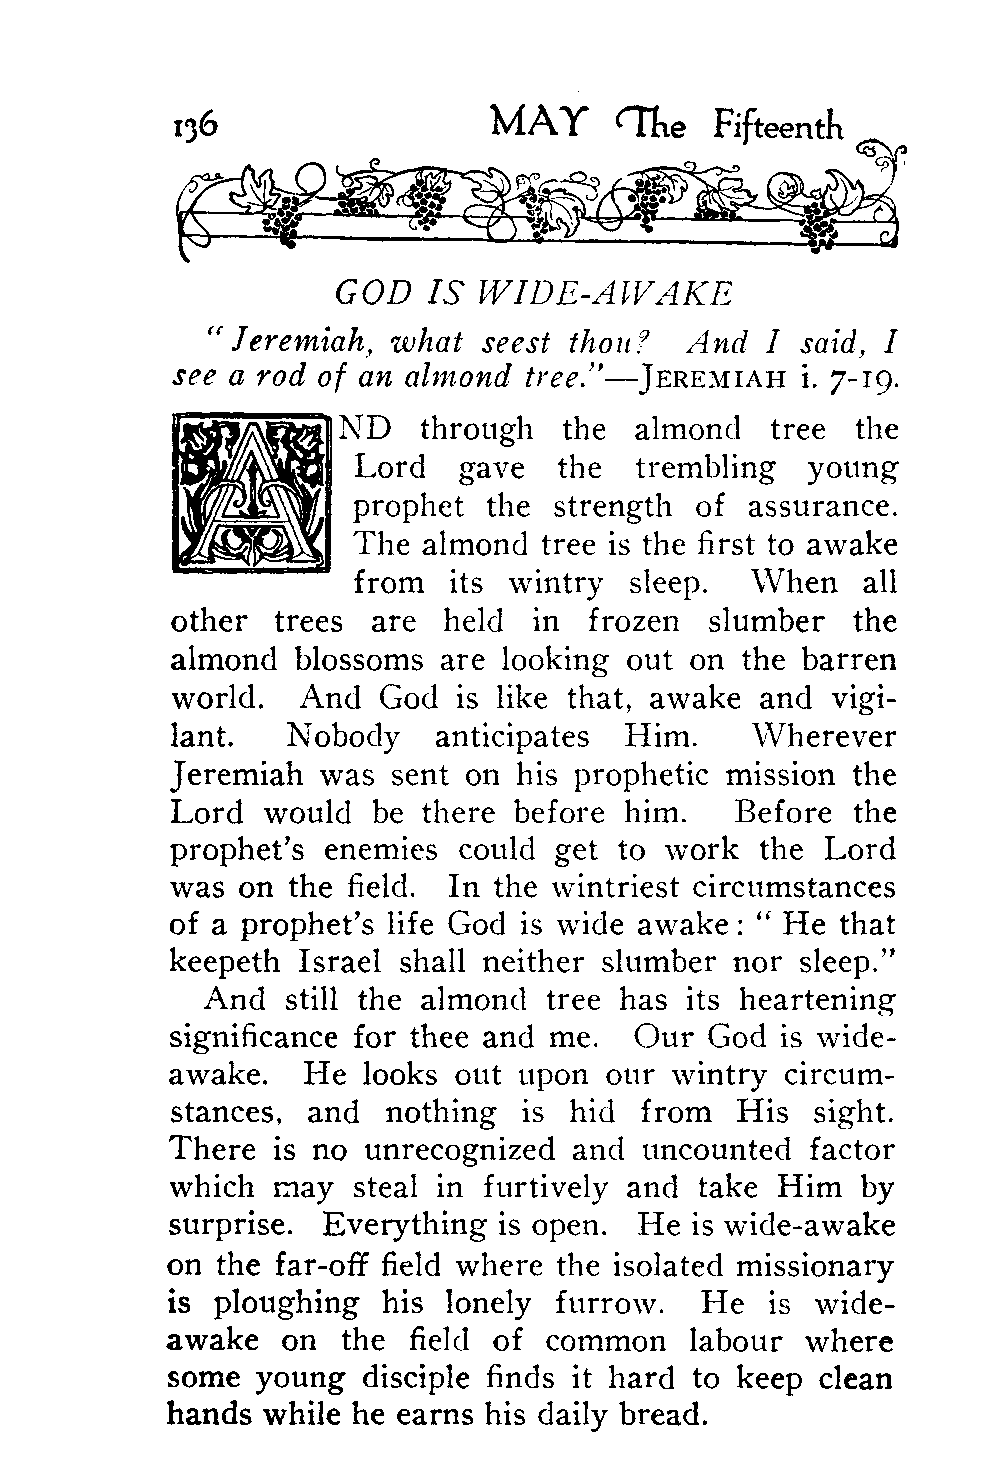 136 MAY The Fifteenth
GOD IS WIDE-AWAKE
“ Jeremiah, what seest thou? And I said, I
see a rod of an almond tree.”—JEREMIAH i. 7-19.
AND through the almond tree the
Lord gave the trembling young
prophet the strength of assurance.
The almond tree is the first to awake
from its wintry sleep. When all
other trees are held in frozen slumber the
almond blossoms are looking out on the barren
world. And God is like that, awake and vigi-
lant. Nobody anticipates Him. Wherever
Jeremiah was sent on his prophetic mission the
Lord would be there before him. Before the
prophet’s enemies could get to work the Lord
was on the field. In the wintriest circumstances
of a prophet’s life God is wide awake: “ He that
keepeth Israel shall neither slumber nor sleep.”
And still the almond tree has its heartening
significance for thee and me. Our God is wide-
awake. He looks out upon our wintry circum-
stances, and nothing is hid from His sight.
There is no unrecognized and uncounted factor
which may steal in furtively and take Him by
surprise. Everything is open. He is wide-awake
on the far-off field where the isolated missionary
is ploughing his lonely furrow. He is wide-
awake on the field of common labour where
some young disciple finds it hard to keep clean
hands while he earns his daily bread.